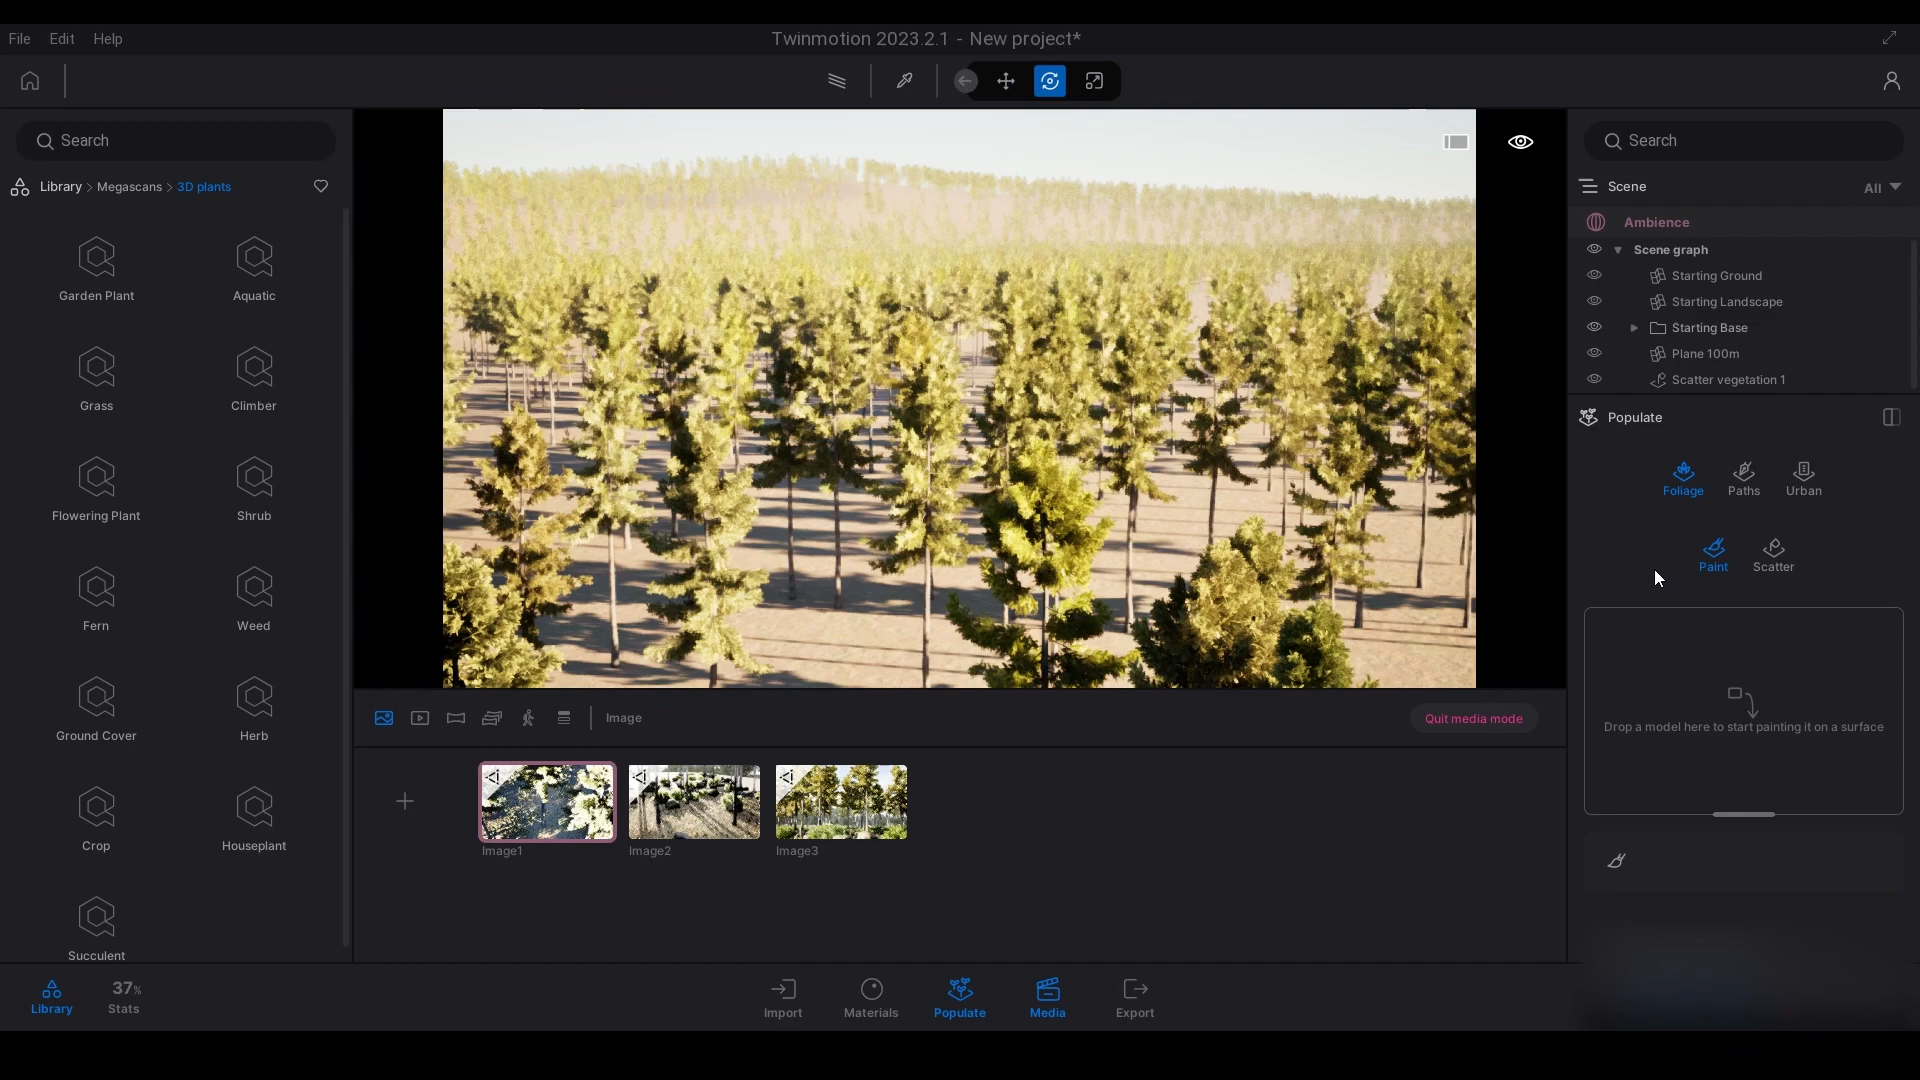 File Edit Help
Twinmotion 2023.2.1 - New project*
Search
Library > Megascans > 3D plants
Garden Plant
Aquatic
Grass
Climber
Flowering Plant
Shrub
Fern
Weed
Ground Cover
Herb
Crop
Houseplant
Succulent
Image
Quit media mode
Image1
Image2
Image3
Search
Scene
All
Ambience
Scene graph
Starting Ground
Starting Landscape
Starting Base
Plane 100m
Scatter vegetation 1
Populate
Foliage
Paths
Urban
Paint
Scatter
Drop a model here to start painting it on a surface
Library
37%
Stats
Import
Materials
Populate
Media
Export